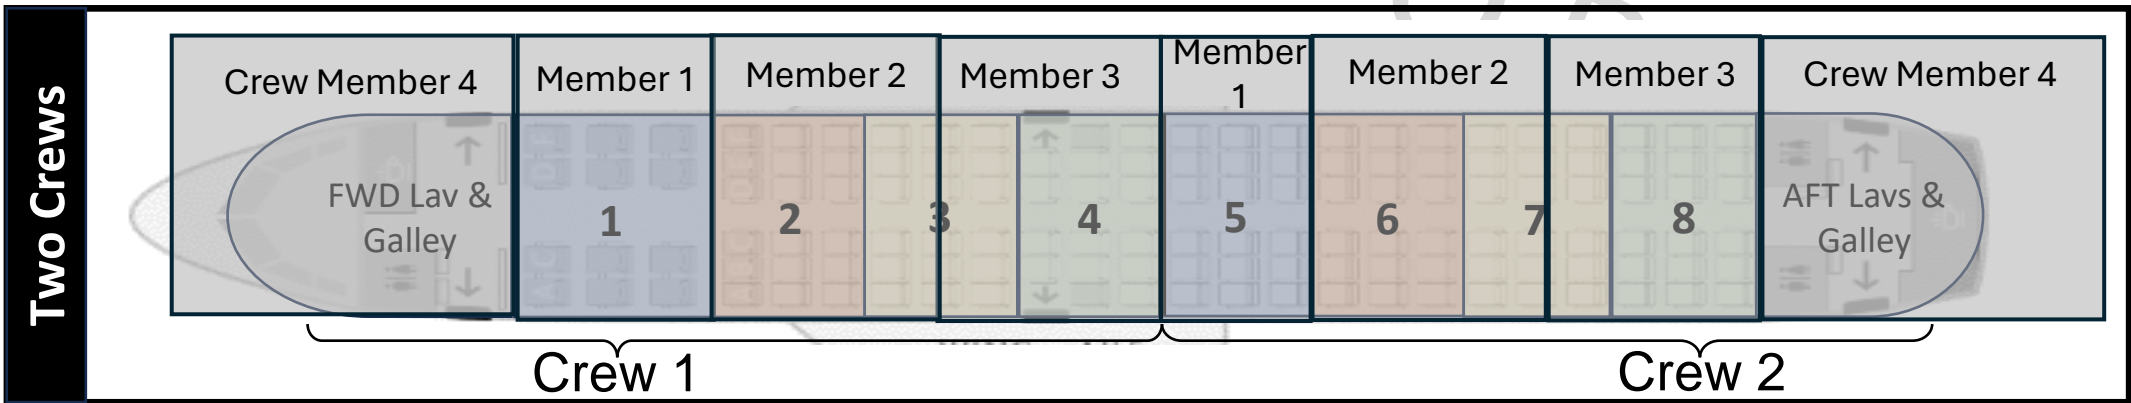 Two Crews
Crew Member 4
Member 1
Member 2
Member 3
Member
1
Member 2
Member 3
Crew Member 4
FWD Lav &
Galley
1
2
3
4
5
6
7
8
AFT Lavs &
Galley
Crew 1
Crew 2